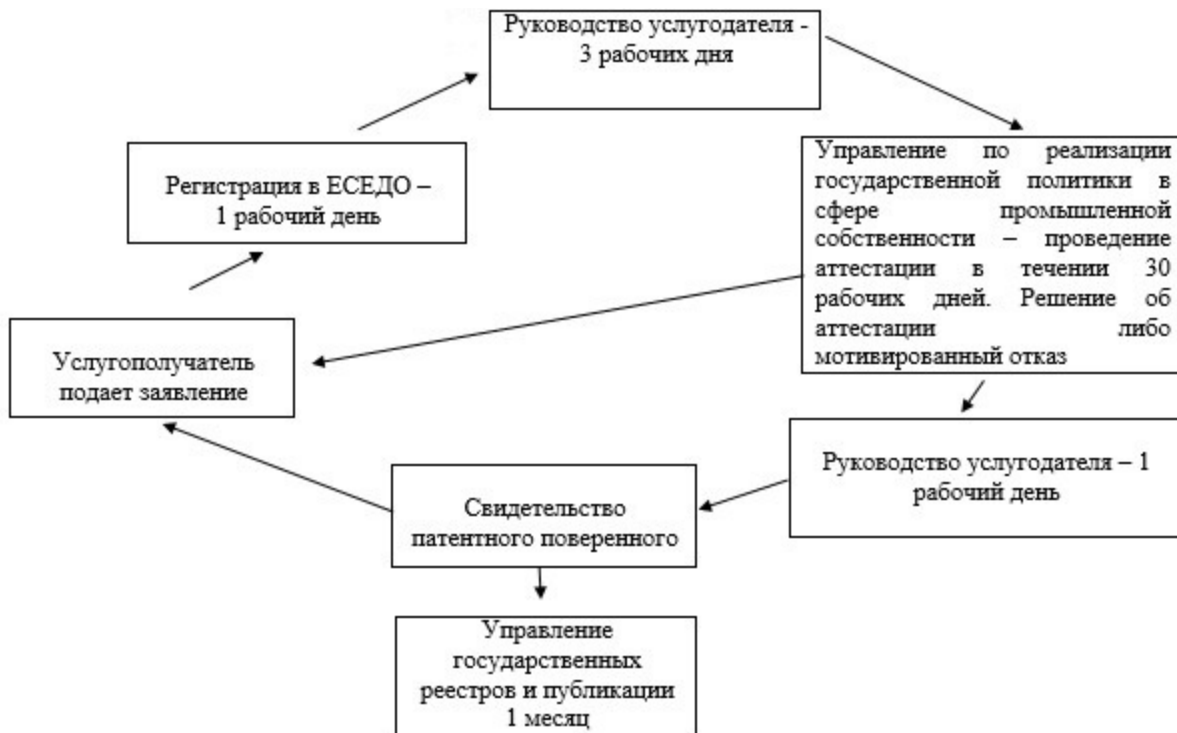 Руководство услугодателя -
3 рабочих дня
Регистрация в ЕСЕДО –
1 рабочий день
Управление по реализации
государственной политики в
сфере промышленной
собственности – проведение
аттестации в течении 30
рабочих дней. Решение об
аттестации либо
мотивированный отказ
Услугополучатель
подает заявление
Руководство услугодателя – 1
рабочий день
Свидетельство
патентного поверенного
Управление
государственных
реестров и публикации
1 месяц